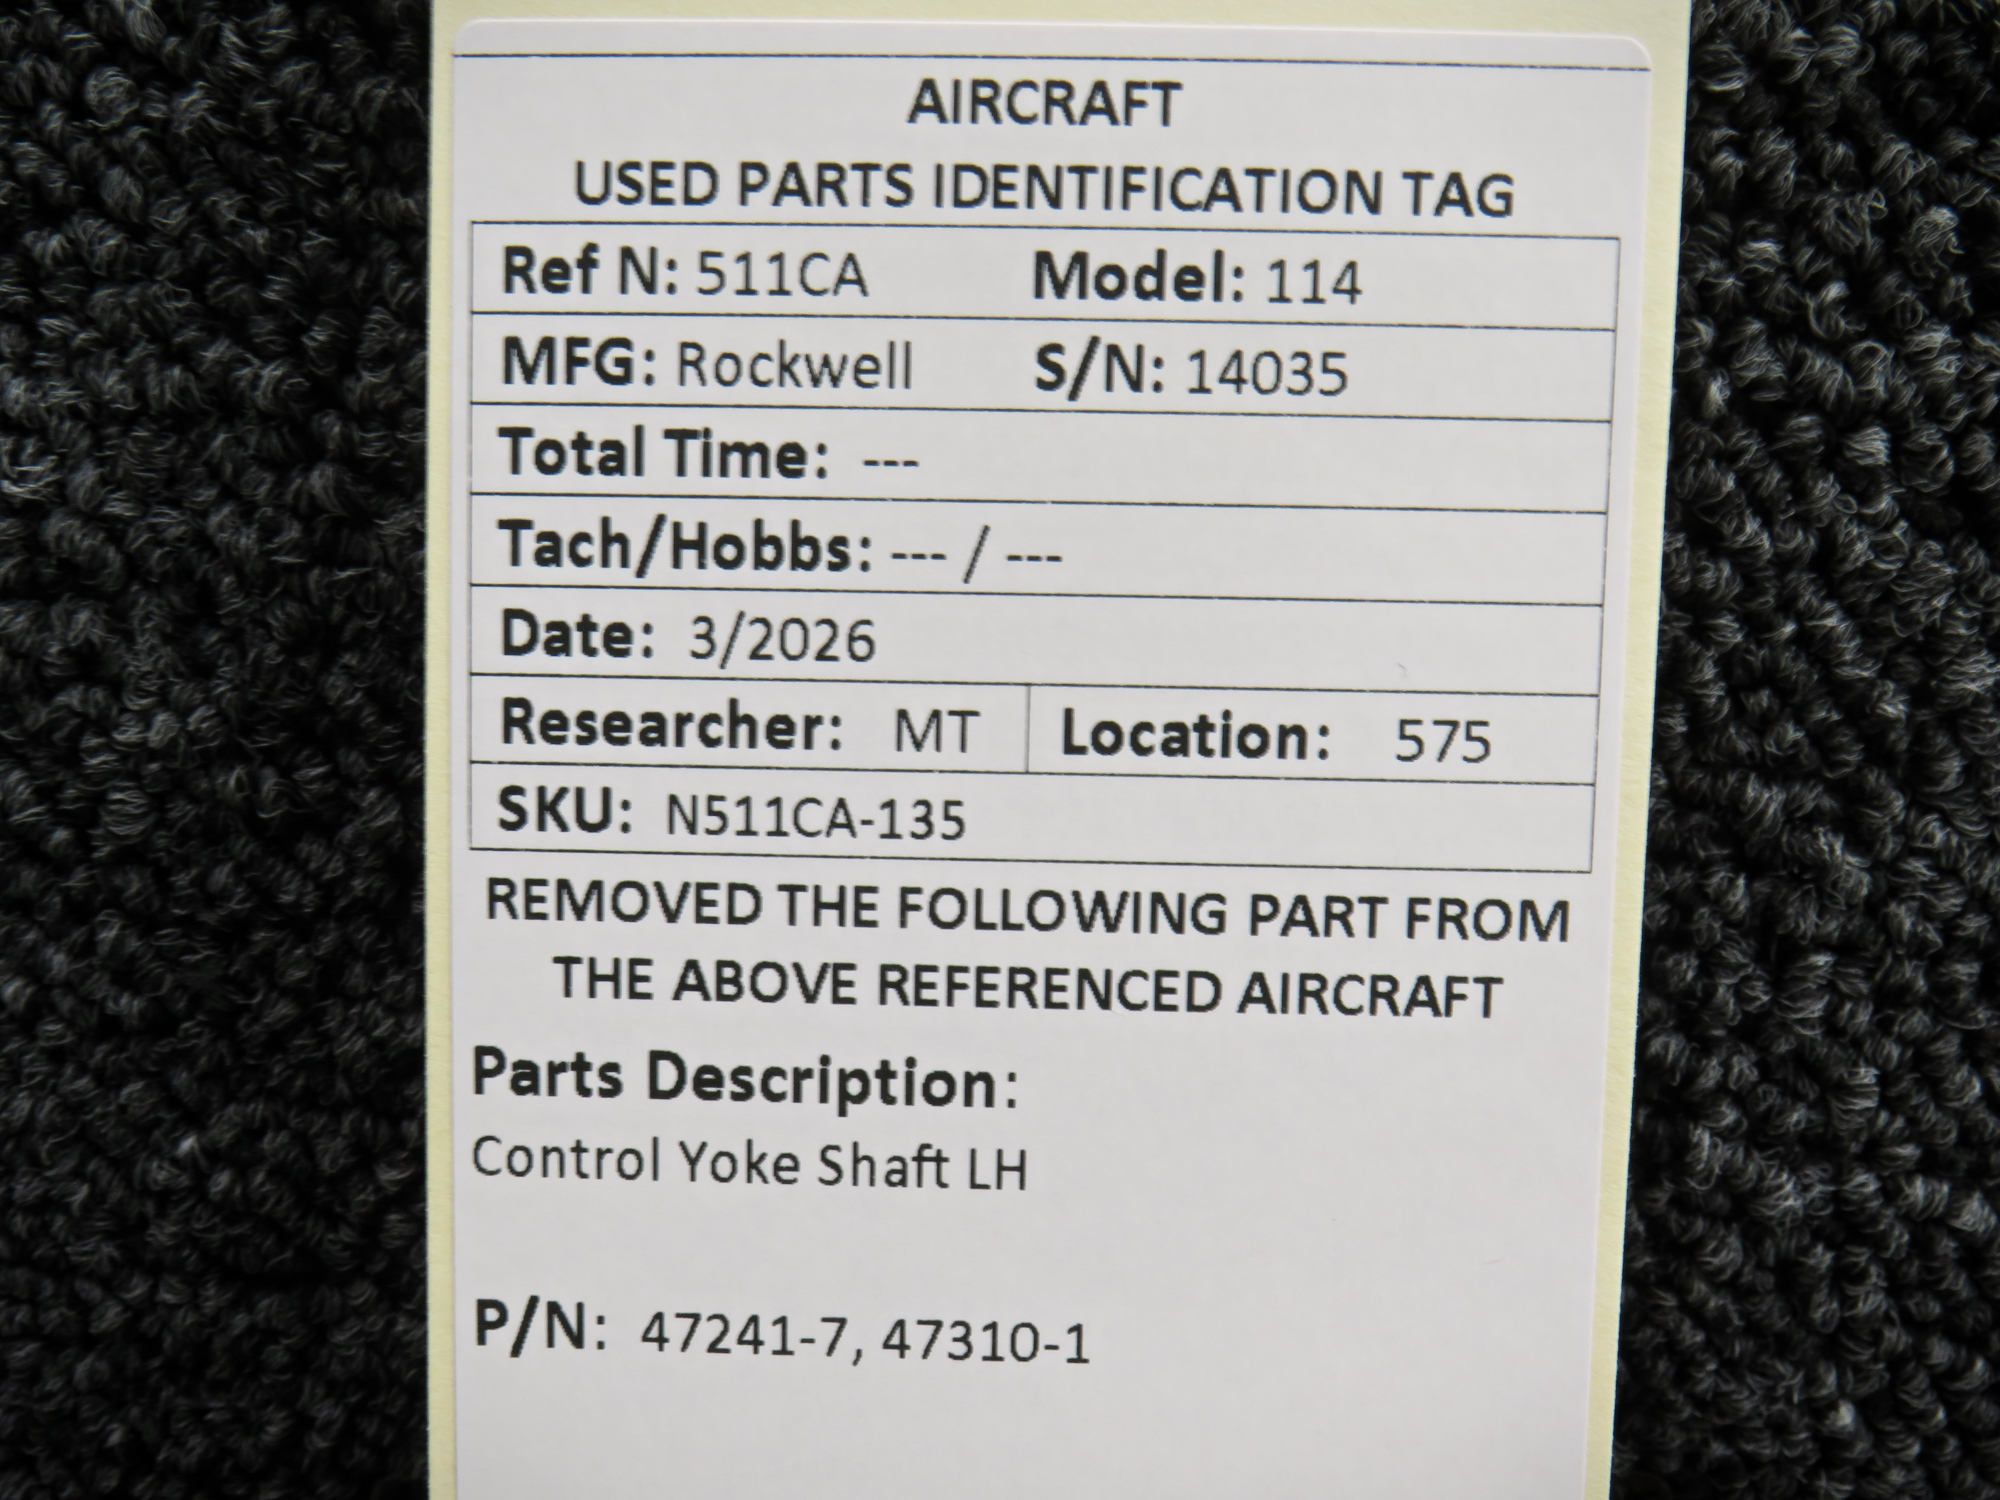 AIRCRAFT
USED PARTS IDENTIFICATION TAG
Ref N: 511CA Model: 114
MFG: Rockwell S/N: 14035
Total Time: ---
Tach/Hobbs: --- / ---
Date: 3/2026
Researcher: MT Location: 575
SKU: N511CA-135
REMOVED THE FOLLOWING PART FROM
THE ABOVE REFERENCED AIRCRAFT
Parts Description:
Control Yoke Shaft LH
P/N: 47241-7, 47310-1